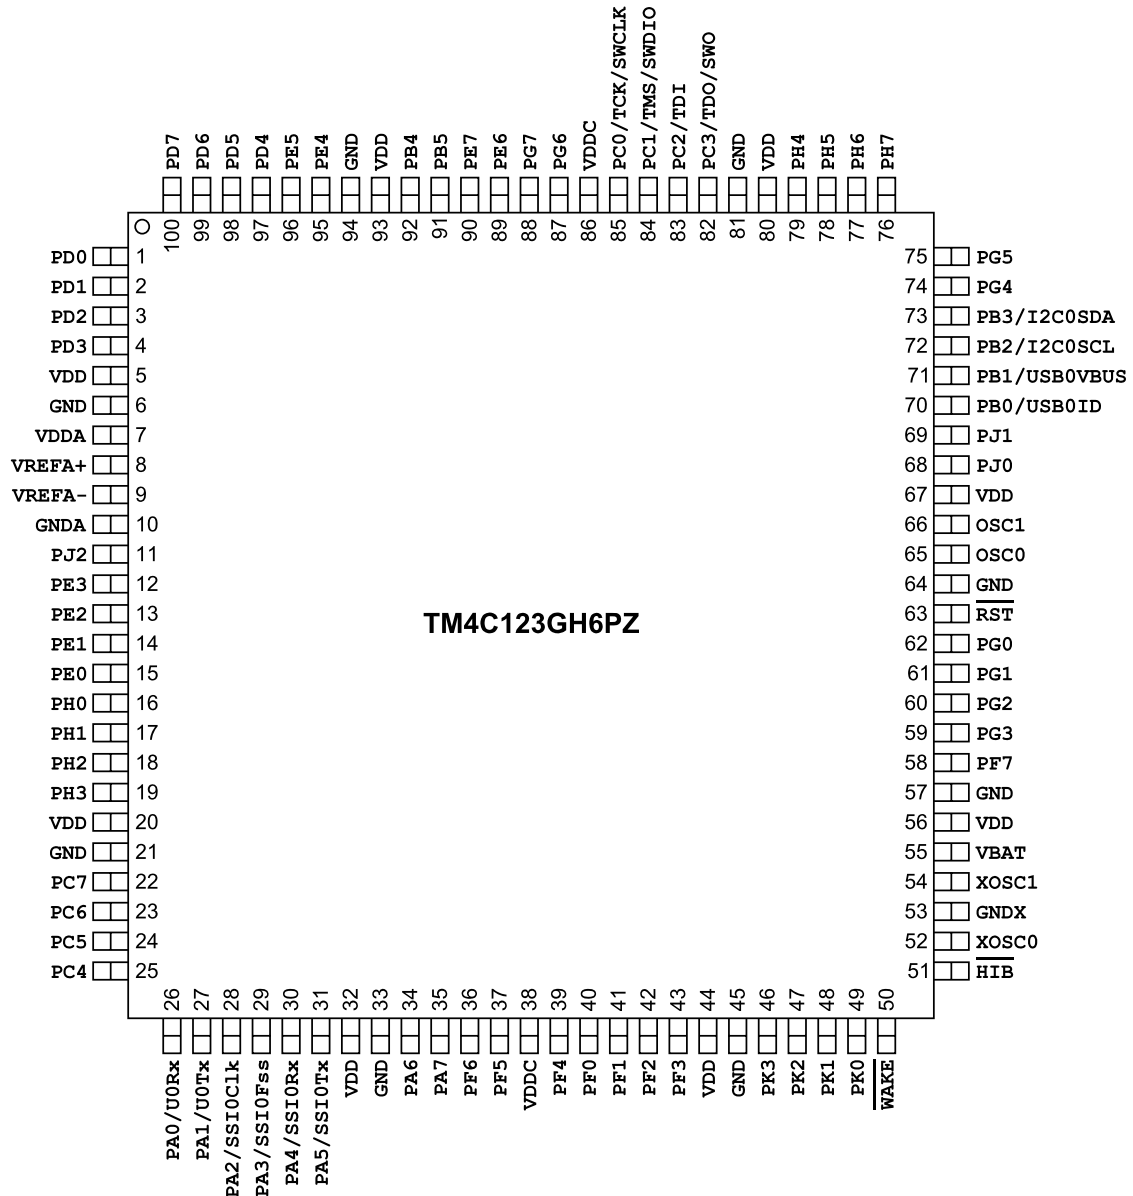 PD7
PD6
PD5
PD4
PE5
PE4
GND
VDD
PB4
PB5
PE7
PE6
PG7
PG6
VDDC
PC0/TCK/SWCLK
PC1/TMS/SWDIO
PC2/TDI
PC3/TDO/SWO
GND
VDD
PH4
PH5
PH6
PH7
100
99
98
97
96
95
94
93
92
91
90
89
88
87
86
85
84
83
82
81
80
79
78
77
76
PD0 1
PD1 2
PD2 3
PD3 4
VDD 5
GND 6
VDDA 7
VREFA+ 8
VREFA- 9
GNDA 10
PJ2 11
PE3 12
PE2 13
PE1 14
PE0 15
PH0 16
PH1 17
PH2 18
PH3 19
VDD 20
GND 21
PC7 22
PC6 23
PC5 24
PC4 25
TM4C123GH6PZ
75 PG5
74 PG4
73 PB3/I2C0SDA
72 PB2/I2C0SCL
71 PB1/USB0VBUS
70 PB0/USB0ID
69 PJ1
68 PJ0
67 VDD
66 OSC1
65 OSC0
64 GND
63 RST
62 PG0
61 PG1
60 PG2
59 PG3
58 PF7
57 GND
56 VDD
55 VBAT
54 XOSC1
53 GNDX
52 XOSC0
51 HIB
26
27
28
29
30
31
32
33
34
35
36
37
38
39
40
41
42
43
44
45
46
47
48
49
50
PA0/U0Rx
PA1/U0Tx
PA2/SSI0Clk
PA3/SSI0Fss
PA4/SSI0Rx
PA5/SSI0Tx
VDD
GND
PA6
PA7
PF6
PF5
VDDC
PF4
PF0
PF1
PF2
PF3
VDD
GND
PK3
PK2
PK1
PK0
WAKE